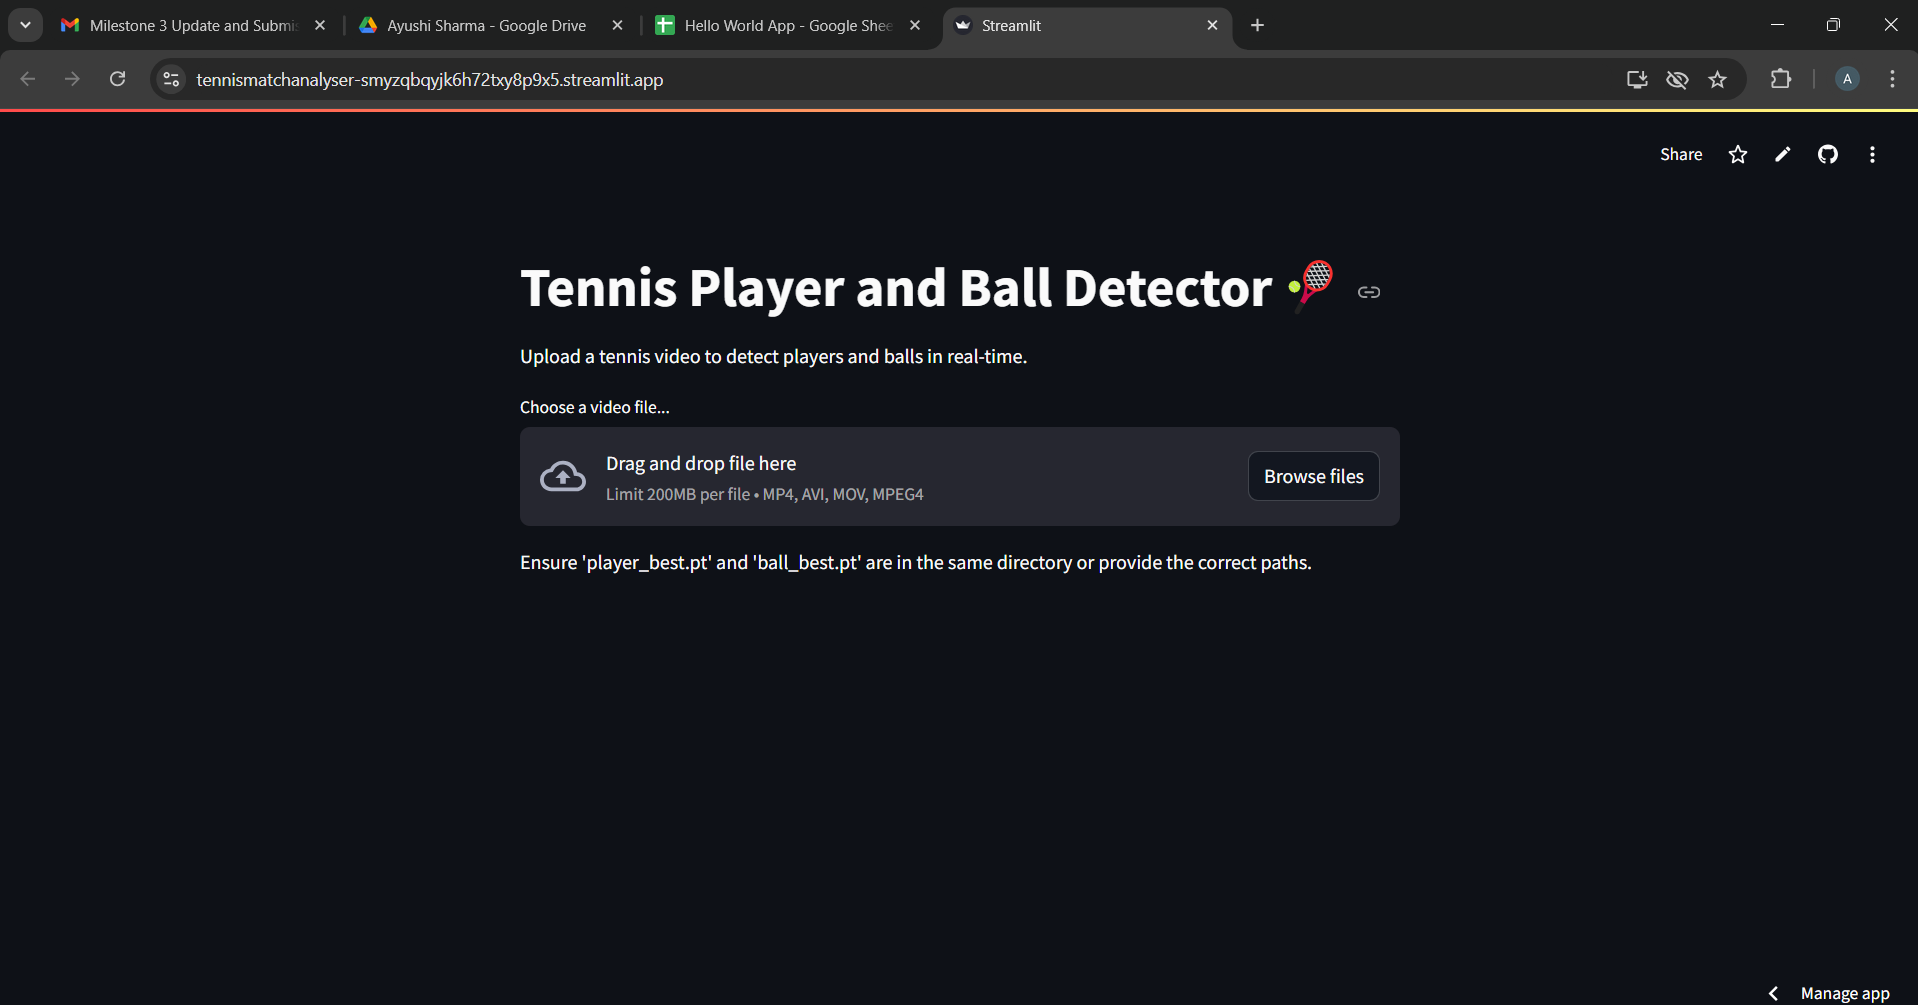 Milestone 3 Update and Submi
Ayushi Sharma - Google Drive
Hello World App - Google Shee
Streamlit
tennismatchanalyser-smyzqbqyjk6h72txy8p9x5.streamlit.app
A
Share
Tennis Player and Ball Detector
Upload a tennis video to detect players and balls in real-time.
Choose a video file...
Drag and drop file here
Limit 200MB per file • MP4, AVI, MOV, MPEG4
Browse files
Ensure 'player_best.pt' and 'ball_best.pt' are in the same directory or provide the correct paths.
Manage app